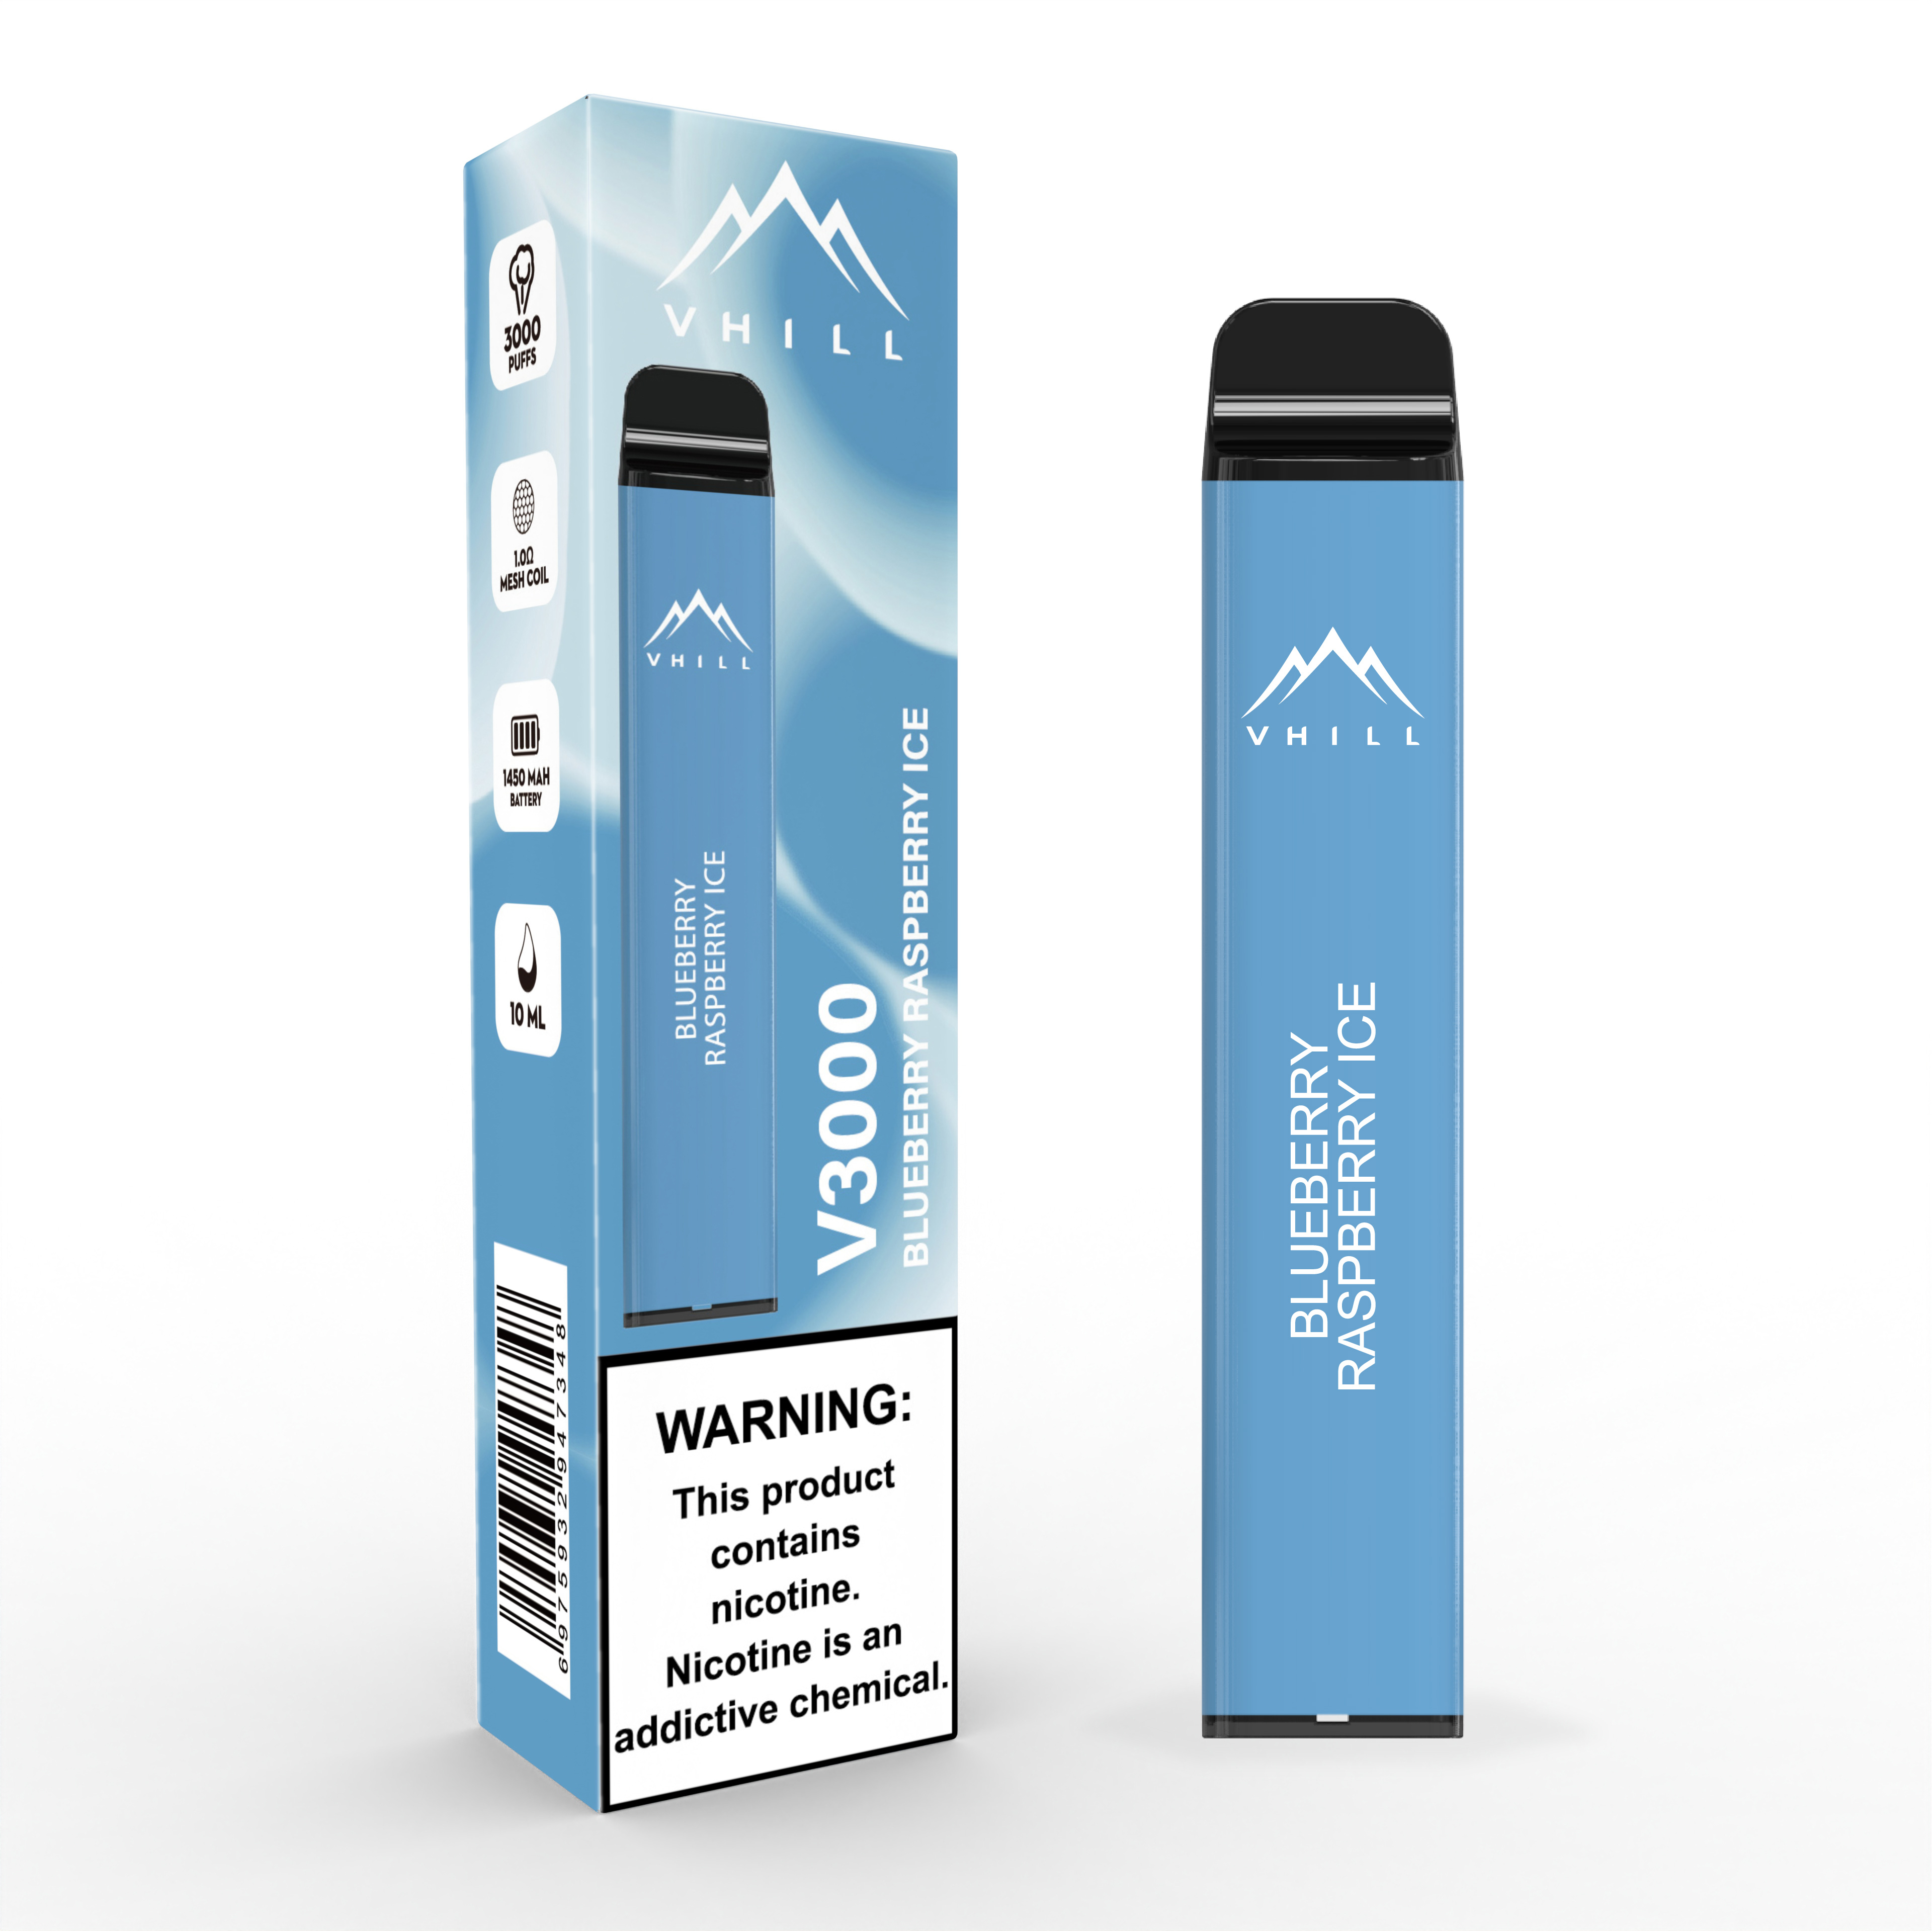 3000
PUFFS
1.0Ω
MESH COIL
1450 MAH
BATTERY
10 ML
6975932947348
VHILL
VHILL
BLUEBERRY
RASPBERRY ICE
V3000
BLUEBERRY RASPBERRY ICE
WARNING:
This product
contains
nicotine.
Nicotine is an
addictive chemical.
VHILL
BLUEBERRY
RASPBERRY ICE